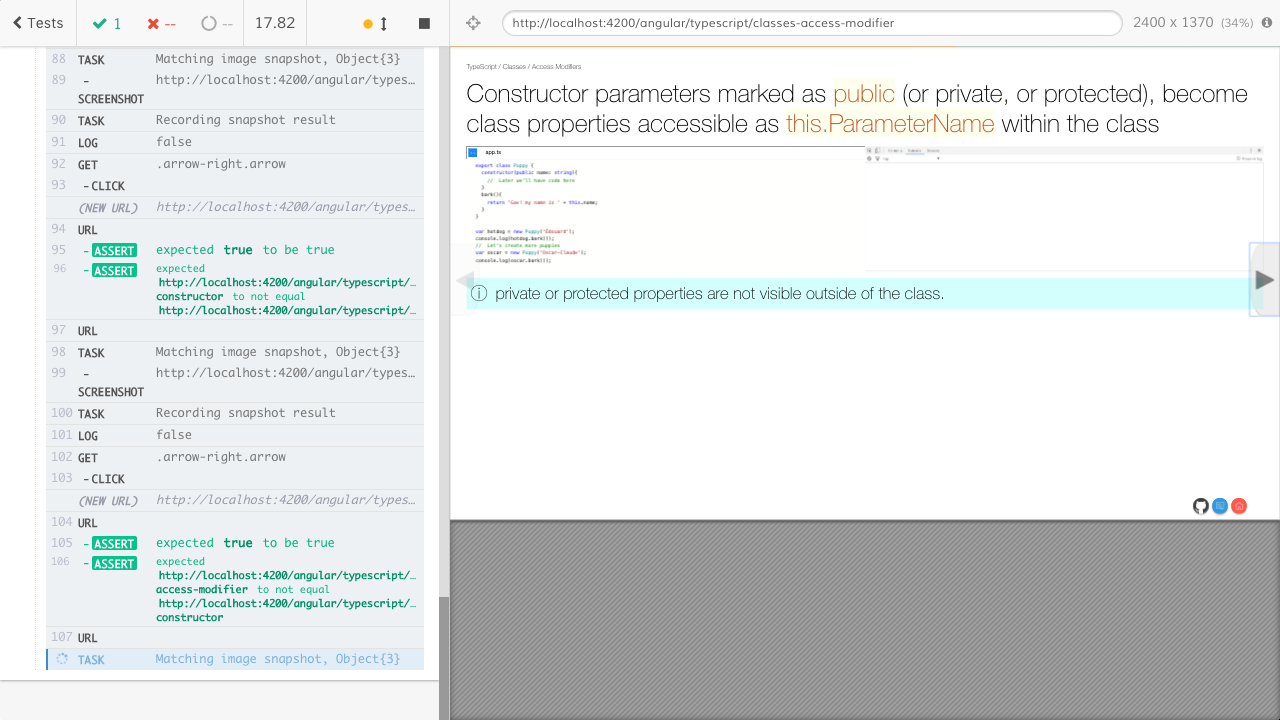 Tests
1
--
--
17.82
http://localhost:4200/angular/typescript/classes-access-modifier
2400 x 1370 (34%)
88 TASK Matching image snapshot, Object{3}
89 - http://localhost:4200/angular/types…
SCREENSHOT
90 TASK Recording snapshot result
91 LOG false
92 GET .arrow-right.arrow
93 -CLICK
(NEW URL) http://localhost:4200/angular/types…
94 URL
95 -ASSERT expected true to be true
96 -ASSERT expected
http://localhost:4200/angular/typescript/…
constructor to not equal
http://localhost:4200/angular/typescript/…
97 URL
98 TASK Matching image snapshot, Object{3}
99 - http://localhost:4200/angular/types…
SCREENSHOT
100 TASK Recording snapshot result
101 LOG false
102 GET .arrow-right.arrow
103 -CLICK
(NEW URL) http://localhost:4200/angular/types…
104 URL
105 -ASSERT expected true to be true
106 -ASSERT expected
http://localhost:4200/angular/typescript/…
access-modifier to not equal
http://localhost:4200/angular/typescript/…
constructor
107 URL
TASK Matching image snapshot, Object{3}
TypeScript / Classes / Access Modifiers
Constructor parameters marked as public (or private, or protected), become
class properties accessible as this.ParameterName within the class
app.ts
export class Puppy {
constructor(public name: string){
// Later we'll have code here
}
bark(){
return 'Gaw! my name is ' + this.name;
}
}
var hotdog = new Puppy('Édouard');
console.log(hotdog.bark());
// Let's create more puppies
var oscar = new Puppy('Oscar-Claude');
console.log(oscar.bark());
private or protected properties are not visible outside of the class.